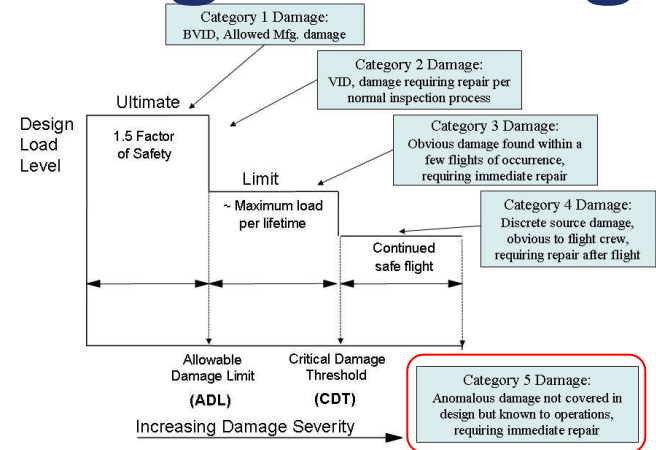 Category 1 Damage:
BVID, Allowed Mfg. damage
Category 2 Damage:
VID, damage requiring repair per
normal inspection process
Ultimate
Design
Load
Level
1.5 Factor
of Safety
Category 3 Damage:
Obvious damage found within a
few flights of occurrence,
requiring immediate repair
Limit
~ Maximum load
per lifetime
Category 4 Damage:
Discrete source damage,
obvious to flight crew,
requiring repair after flight
Continued
safe flight
Allowable
Damage Limit
(ADL)
Critical Damage
Threshold
(CDT)
Category 5 Damage:
Anomalous damage not covered in
design but known to operations,
requiring immediate repair
Increasing Damage Severity